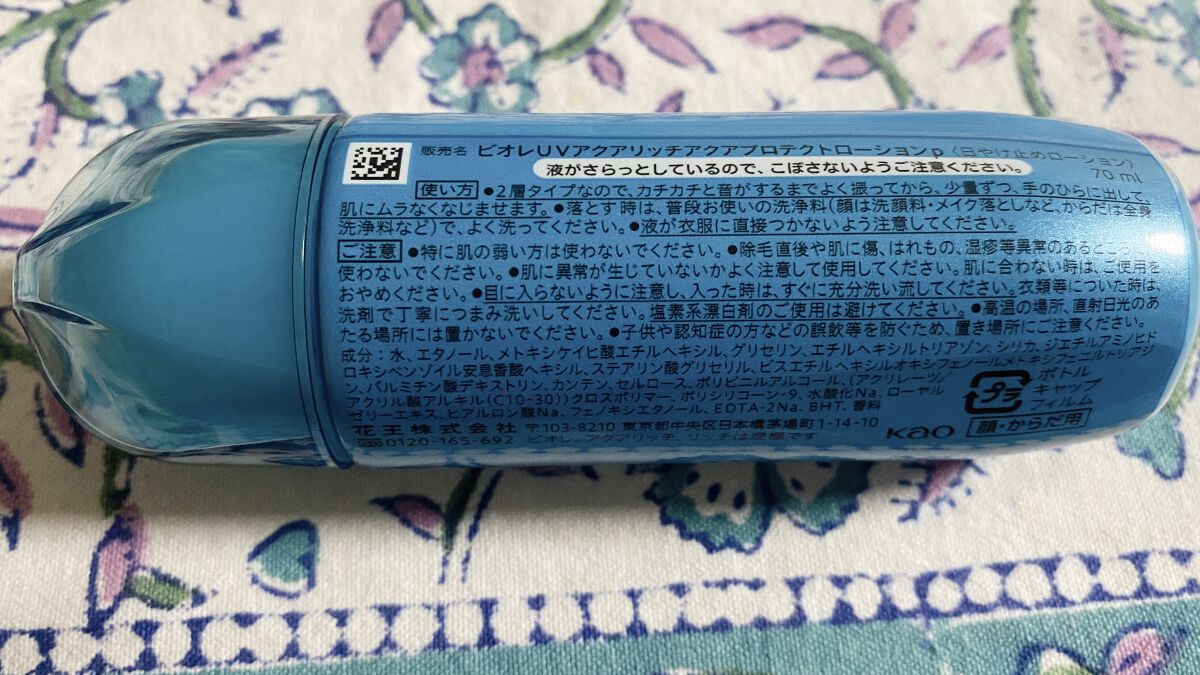 販売名 ビオレUVアクアリッチアクアプロテクトローションp 〈日やけ止めローション〉
70mL
液がさらっとしているので、こぼさないようご注意ください。
使い方 ●2層タイプなので、カチカチと音がするまでよく振ってから、少量ずつ、手のひらに出して、
肌にムラなくなじませます。●落とす時は、普段お使いの洗浄料(顔は洗顔料・メイク落としなど、からだは全身
洗浄料など)で、よく洗ってください。●液が衣服に直接つかないよう注意してください。
ご注意 ●特に肌の弱い方は使わないでください。●除毛直後や肌に傷、はれもの、湿疹等異常のあるところ
使わないでください。●肌に異常が生じていないかよく注意して使用してください。肌に合わない時は、ご使用を
おやめください。●目に入らないように注意し、入った時は、すぐに充分洗い流してください。衣類等についた時は、
洗剤で丁寧につまみ洗いしてください。塩素系漂白剤のご使用は避けてください。●高温の場所、直射日光のあ
たる場所には置かないでください。●子供や認知症の方などの誤飲等を防ぐため、置き場所にご注意ください。
成分:水、エタノール、メトキシケイヒ酸エチルヘキシル、グリセリン、エチルヘキシルトリアゾン、シリカ、ジエチルアミノヒド
ロキシベンゾイル安息香酸ヘキシル、ステアリン酸グリセリル、ビスエチルヘキシルオキシフェノールメトキシフェニルトリアジ
ン、パルミチン酸デキストリン、カンテン、セルロース、ポリビニルアルコール、(アクリレーツ/
アクリル酸アルキル(C10-30))クロスポリマー、ポリシリコーン-9、水酸化Na、ローヤル
ゼリーエキス、ヒアルロン酸Na、フェノキシエタノール、EDTA-2Na、BHT、香料
花王株式会社 〒103-8210 東京都中央区日本橋茅場町1-14-10
0120-165-692 ビオレ、アクアリッチ、リッチは商標です
プラ
ボトル
キャップ
フィルム
Kao
顔・からだ用